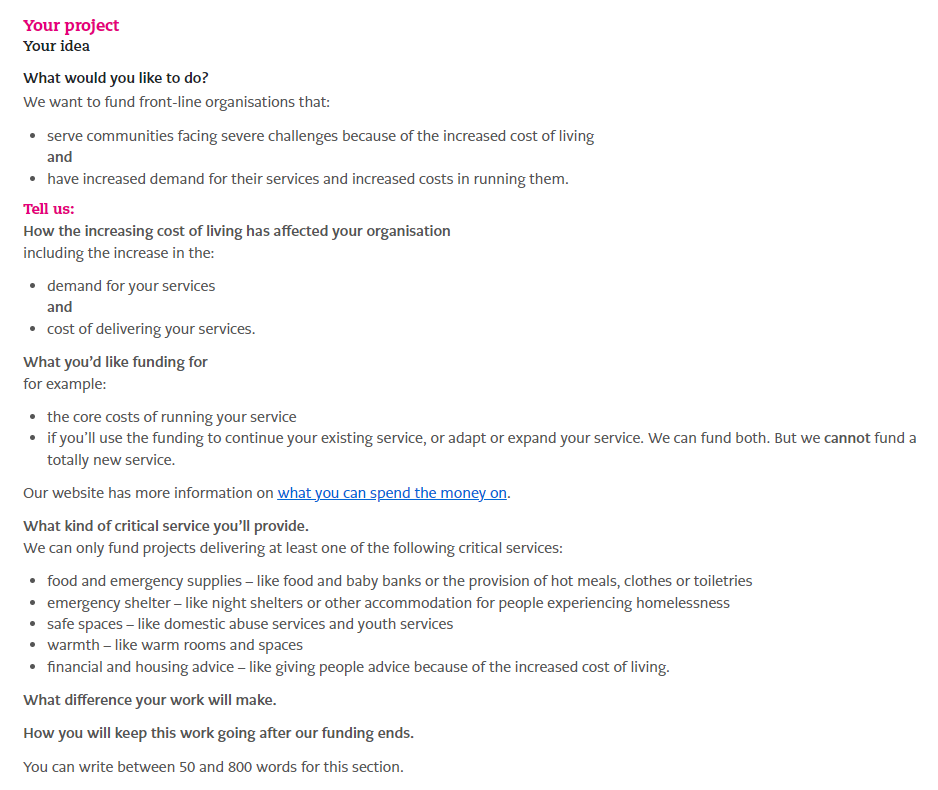 Your project
Your idea
What would you like to do?
We want to fund front-line organisations that:
• serve communities facing severe challenges because of the increased cost of living
and
• have increased demand for their services and increased costs in running them.
Tell us:
How the increasing cost of living has affected your organisation
including the increase in the:
• demand for your services
and
• cost of delivering your services.
What you’d like funding for
for example:
• the core costs of running your service
• if you’ll use the funding to continue your existing service, or adapt or expand your service. We can fund both. But we cannot fund a
totally new service.
Our website has more information on what you can spend the money on.
What kind of critical service you’ll provide.
We can only fund projects delivering at least one of the following critical services:
• food and emergency supplies – like food and baby banks or the provision of hot meals, clothes or toiletries
• emergency shelter – like night shelters or other accommodation for people experiencing homelessness
• safe spaces – like domestic abuse services and youth services
• warmth – like warm rooms and spaces
• financial and housing advice – like giving people advice because of the increased cost of living.
What difference your work will make.
How you will keep this work going after our funding ends.
You can write between 50 and 800 words for this section.